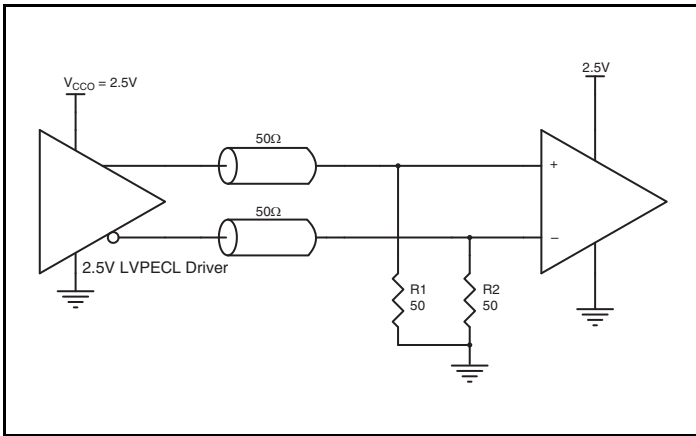 V_CCO = 2.5V
2.5V
50Ω
50Ω
+
–
2.5V LVPECL Driver
R1
50
R2
50